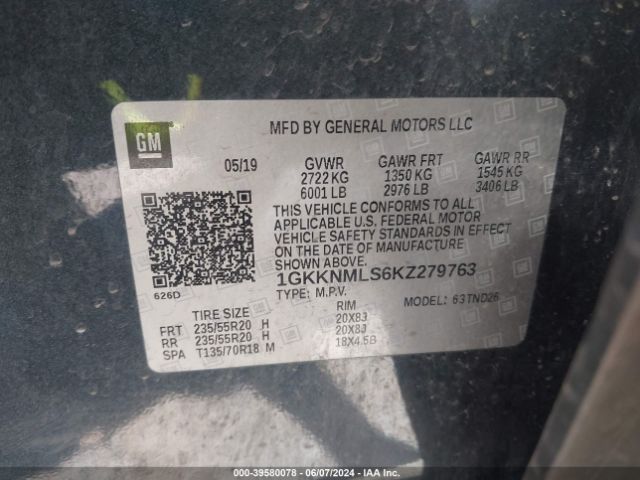 GM
MFD BY GENERAL MOTORS LLC
05/19 GVWR GAWR FRT GAWR RR
2722 KG 1350 KG 1545 KG
6001 LB 2976 LB 3406 LB
THIS VEHICLE CONFORMS TO ALL
APPLICABLE U.S. FEDERAL MOTOR
VEHICLE SAFETY STANDARDS IN EFFECT
ON THE DATE OF MANUFACTURE
SHOWN ABOVE.
1GKKNMLS6KZ279763
626D
TYPE: M.P.V. MODEL: 63TND26
TIRE SIZE RIM
FRT 235/55R20 H 20X8J
RR 235/55R20 H 20X8J
SPA T135/70R18 M 18X4.5B
000-39580078 - 06/07/2024 - IAA Inc.